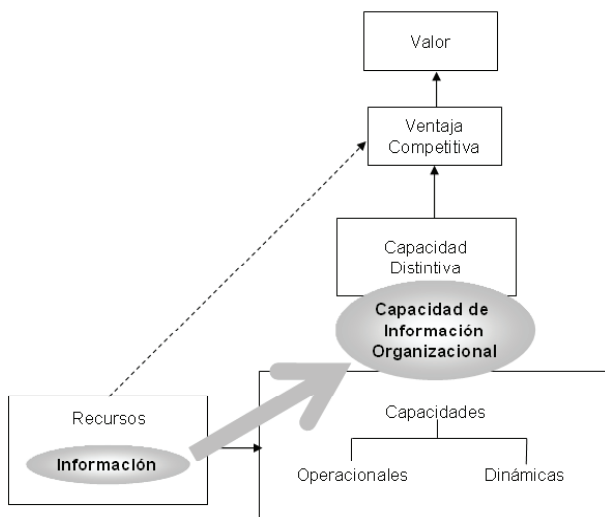 Valor
Ventaja
Competitiva
Capacidad
Distintiva
Capacidad de
Información
Organizacional
Recursos
Información
Capacidades
Operacionales
Dinámicas